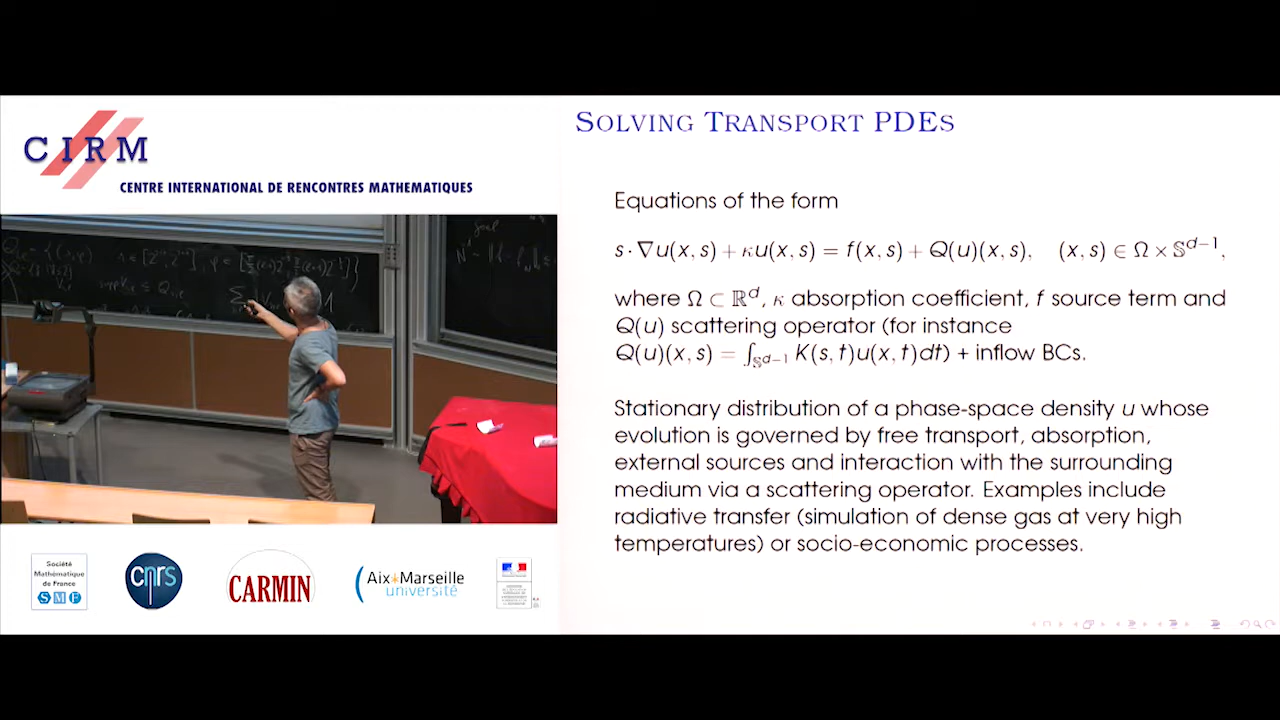 CIRM
CENTRE INTERNATIONAL DE RENCONTRES MATHEMATIQUES
SOLVING TRANSPORT PDES
Equations of the form
s · ∇u(x, s) + κu(x, s) = f(x, s) + Q(u)(x, s), (x, s) ∈ Ω × 𝕊^{d−1},
where Ω ⊂ ℝ^d, κ absorption coefficient, f source term and
Q(u) scattering operator (for instance
Q(u)(x, s) = ∫_{𝕊^{d−1}} K(s, t)u(x, t)dt) + inflow BCs.
Stationary distribution of a phase-space density u whose
evolution is governed by free transport, absorption,
external sources and interaction with the surrounding
medium via a scattering operator. Examples include
radiative transfer (simulation of dense gas at very high
temperatures) or socio-economic processes.
Société
Mathématique
de France
SMF
cnrs
CARMIN
Aix*Marseille
université